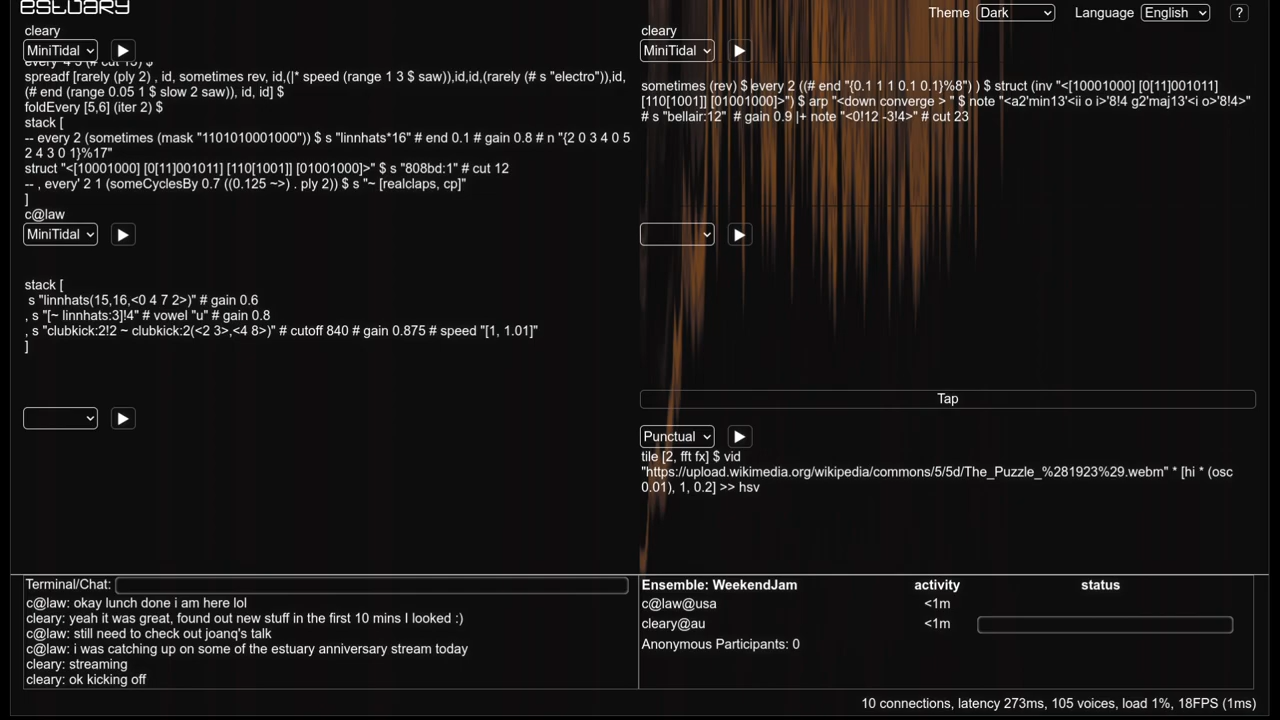 estuary
Theme Dark Language English ?
cleary
MiniTidal
every' 4 3 (# cut 15) $
spreadf [rarely (ply 2) , id, sometimes rev, id,(|* speed (range 1 3 $ saw)),id,id,(rarely (# s "electro")),id,
(# end (range 0.05 1 $ slow 2 saw)), id, id] $
foldEvery [5,6] (iter 2) $
stack [
-- every 2 (sometimes (mask "1101010001000")) $ s "linnhats*16" # end 0.1 # gain 0.8 # n "{2 0 3 4 0 5
2 4 3 0 1}%17"
struct "<[10001000] [0[11]001011] [110[1001]] [01001000]>" $ s "808bd:1" # cut 12
-- , every' 2 1 (someCyclesBy 0.7 ((0.125 ~>) . ply 2)) $ s "~ [realclaps, cp]"
]
c@law
MiniTidal
stack [
s "linnhats(15,16,<0 4 7 2>)" # gain 0.6
, s "[~ linnhats:3]!4" # vowel "u" # gain 0.8
, s "clubkick:2!2 ~ clubkick:2(<2 3>,<4 8>)" # cutoff 840 # gain 0.875 # speed "[1, 1.01]"
]
cleary
MiniTidal
sometimes (rev) $ every 2 ((# end "{0.1 1 1 0.1 0.1}%8") ) $ struct (inv "<[10001000] [0[11]001011]
[110[1001]] [01001000]>") $ arp "<down converge > " $ note "<a2'min13'<ii o i>'8!4 g2'maj13'<i o>'8!4>"
# s "bellair:12" # gain 0.9 |+ note "<0!12 -3!4>" # cut 23
Tap
Punctual
tile [2, fft fx] $ vid
"https://upload.wikimedia.org/wikipedia/commons/5/5d/The_Puzzle_%281923%29.webm" * [hi * (osc
0.01), 1, 0.2] >> hsv
Terminal/Chat:
c@law: okay lunch done i am here lol
cleary: yeah it was great, found out new stuff in the first 10 mins I looked :)
c@law: still need to check out joanq's talk
c@law: i was catching up on some of the estuary anniversary stream today
cleary: streaming
cleary: ok kicking off
Ensemble: WeekendJam activity status
c@law@usa <1m
cleary@au <1m
Anonymous Participants: 0
10 connections, latency 273ms, 105 voices, load 1%, 18FPS (1ms)